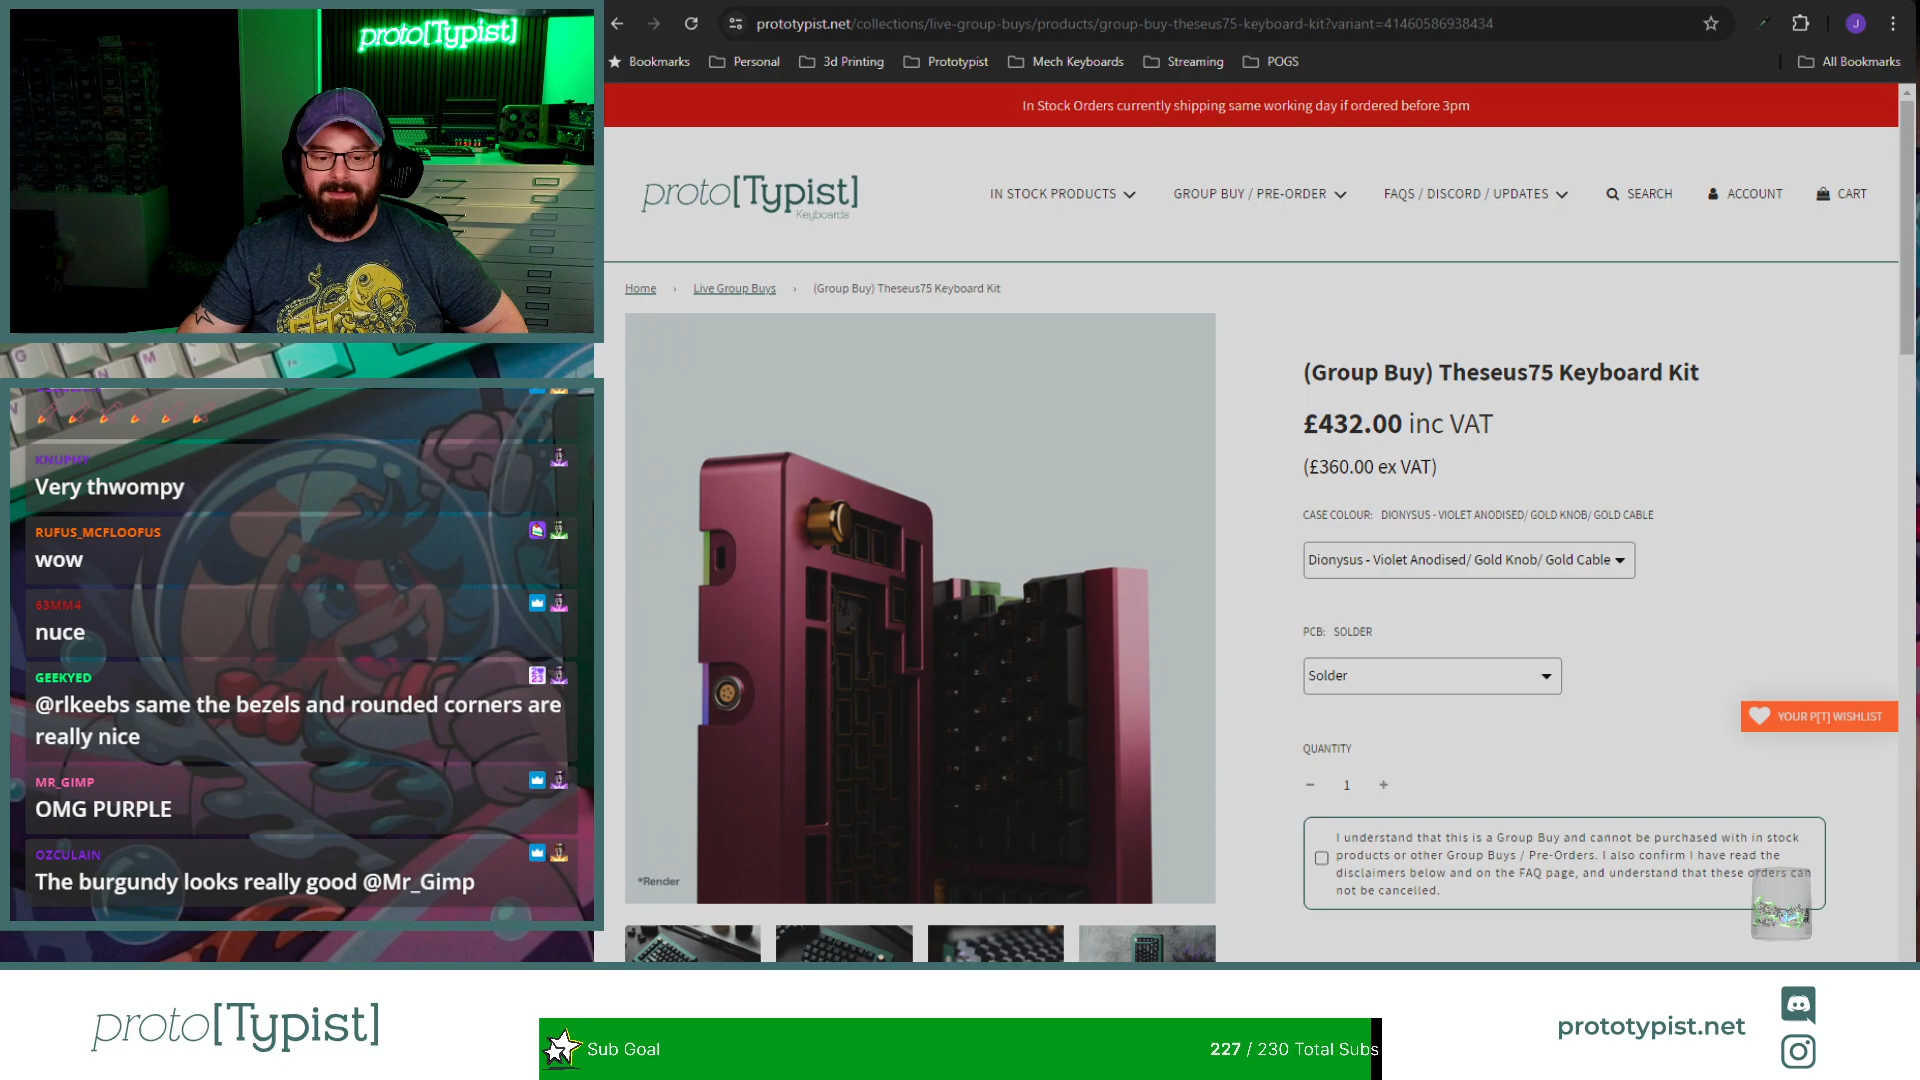 proto[Typist]
KNUPIXY
Very thwompy
RUFUS_MCFLOOFUS
wow
63MM4
nuce
GEEKYED
@rlkeebs same the bezels and rounded corners are
really nice
MR_GIMP
OMG PURPLE
OZCULAIN
The burgundy looks really good @Mr_Gimp
prototypist.net/collections/live-group-buys/products/group-buy-theseus75-keyboard-kit?variant=41460586938434
J
Bookmarks Personal 3d Printing Prototypist Mech Keyboards Streaming POGS All Bookmarks
In Stock Orders currently shipping same working day if ordered before 3pm
proto[Typist]
Keyboards
IN STOCK PRODUCTS GROUP BUY / PRE-ORDER FAQS / DISCORD / UPDATES SEARCH ACCOUNT CART
Home › Live Group Buys › (Group Buy) Theseus75 Keyboard Kit
*Render
(Group Buy) Theseus75 Keyboard Kit
£432.00 inc VAT
(£360.00 ex VAT)
CASE COLOUR: DIONYSUS - VIOLET ANODISED/ GOLD KNOB/ GOLD CABLE
Dionysus - Violet Anodised/ Gold Knob/ Gold Cable
PCB: SOLDER
Solder
YOUR P[T] WISHLIST
QUANTITY
− 1 +
I understand that this is a Group Buy and cannot be purchased with in stock
products or other Group Buys / Pre-Orders. I also confirm I have read the
disclaimers below and on the FAQ page, and understand that these orders can
not be cancelled.
proto[Typist]
Sub Goal 227 / 230 Total Subs
prototypist.net